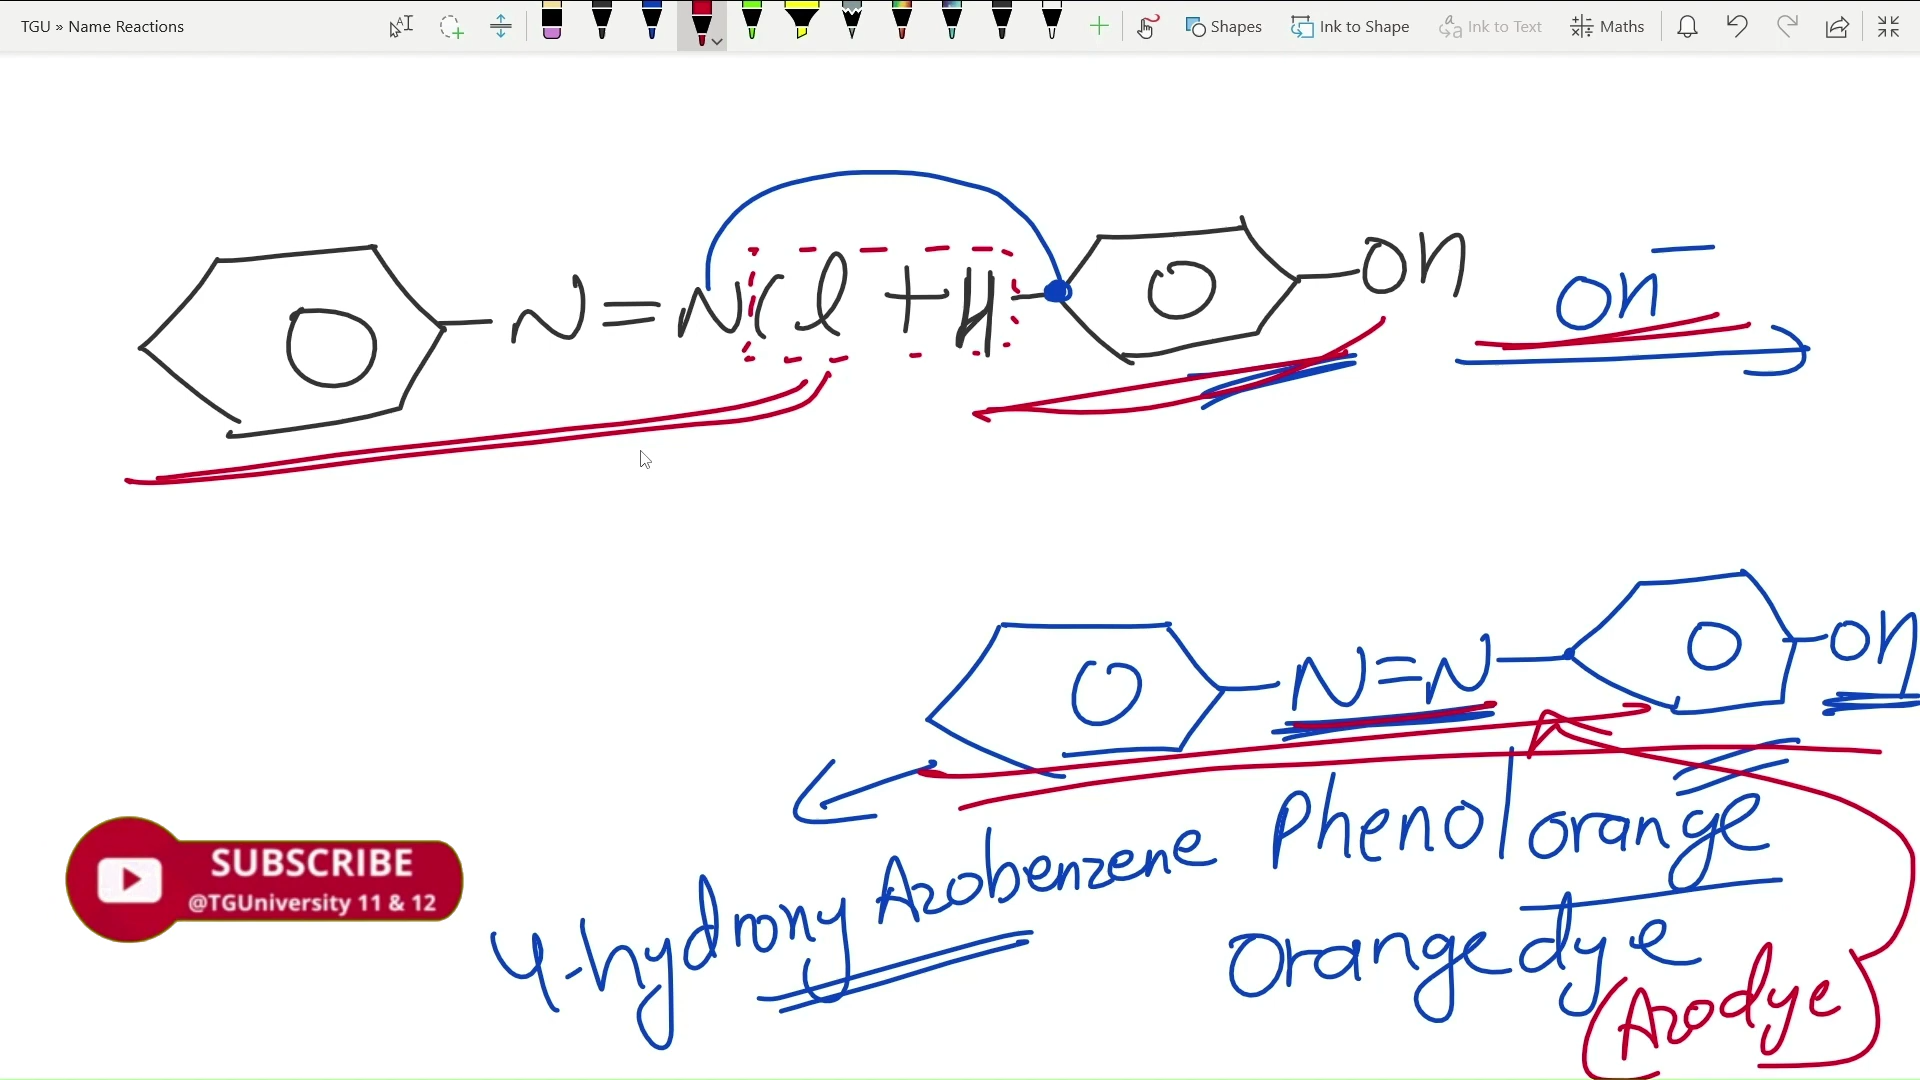 TGU » Name Reactions
Shapes
Ink to Shape
Ink to Text
Maths
N=NCl + H
OH
OH⁻
N=N
OH
4-hydroxy Azobenzene
Phenol orange
orange dye
(Azodye)
SUBSCRIBE
@TGUniversity 11 & 12